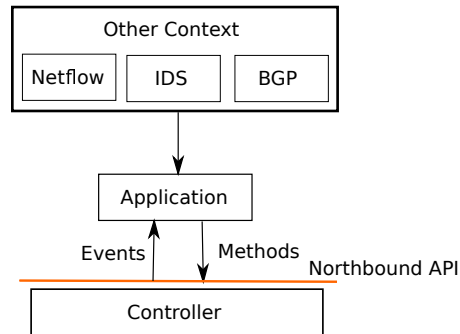 Other Context
Netflow IDS BGP
Application
Events Methods
Northbound API
Controller